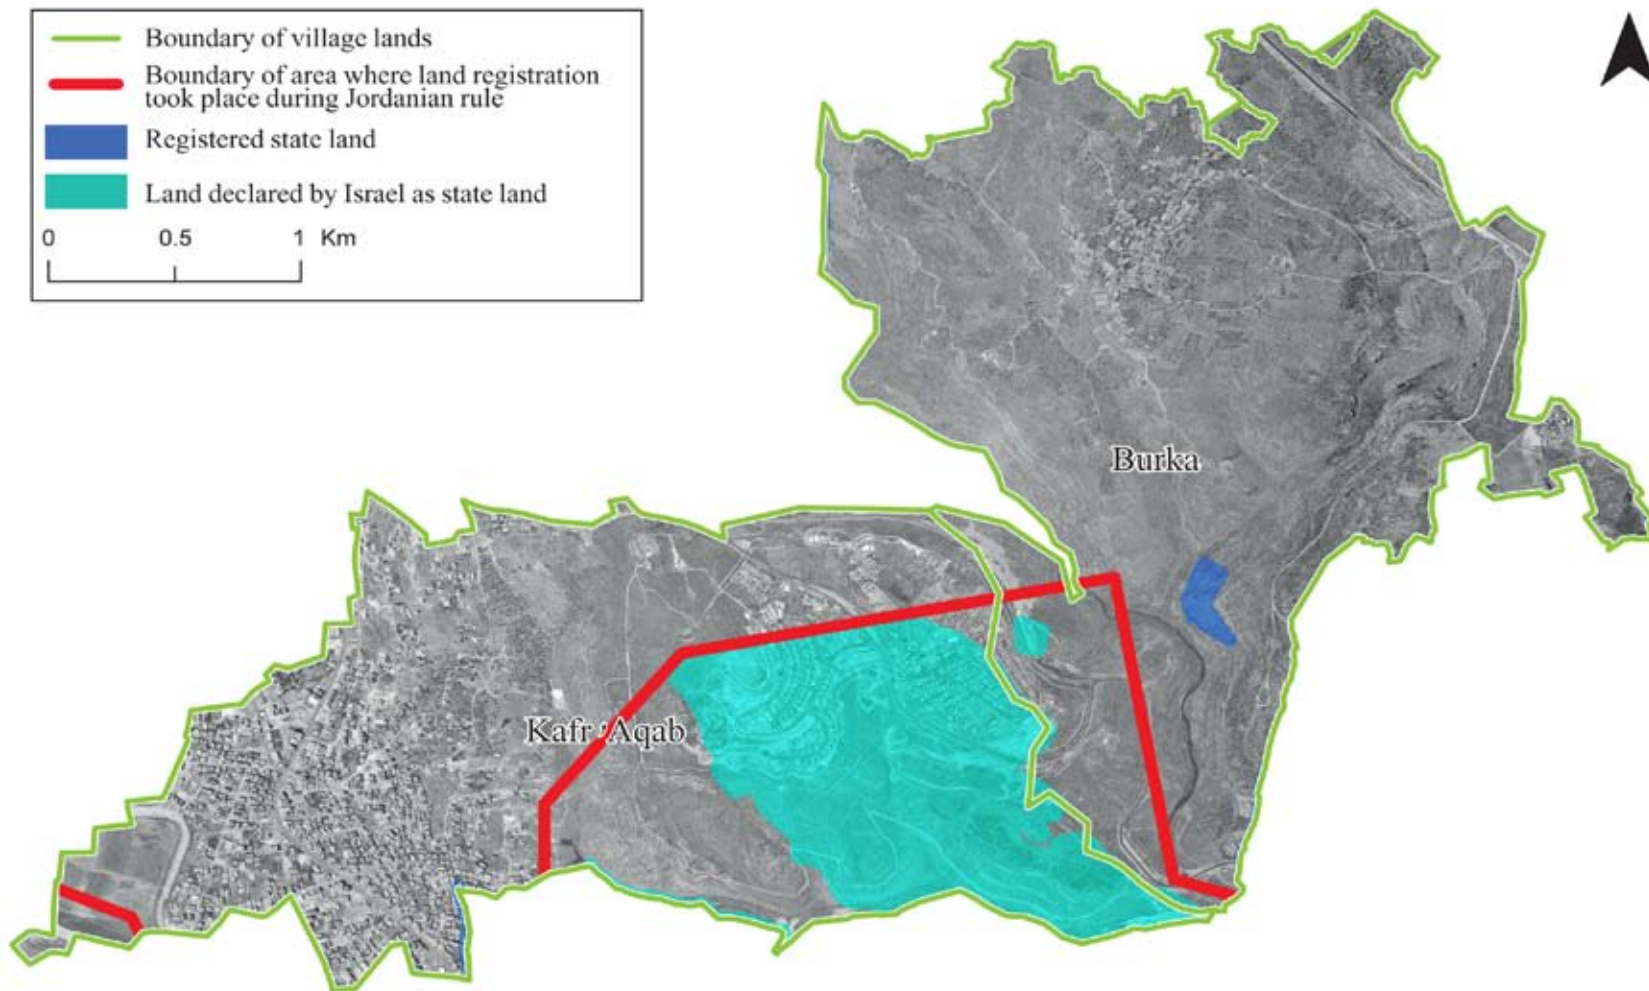 Boundary of village lands
Boundary of area where land registration
took place during Jordanian rule
Registered state land
Land declared by Israel as state land
0 0.5 1 Km
Burka
Kafr 'Aqab